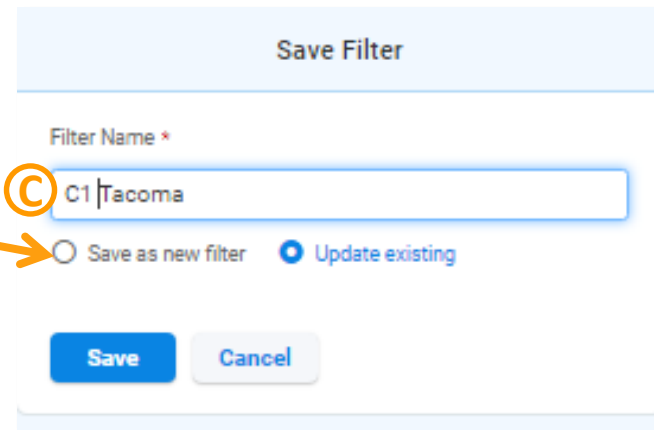 Save Filter
Filter Name *
C C1 Tacoma
Save as new filter Update existing
Save Cancel